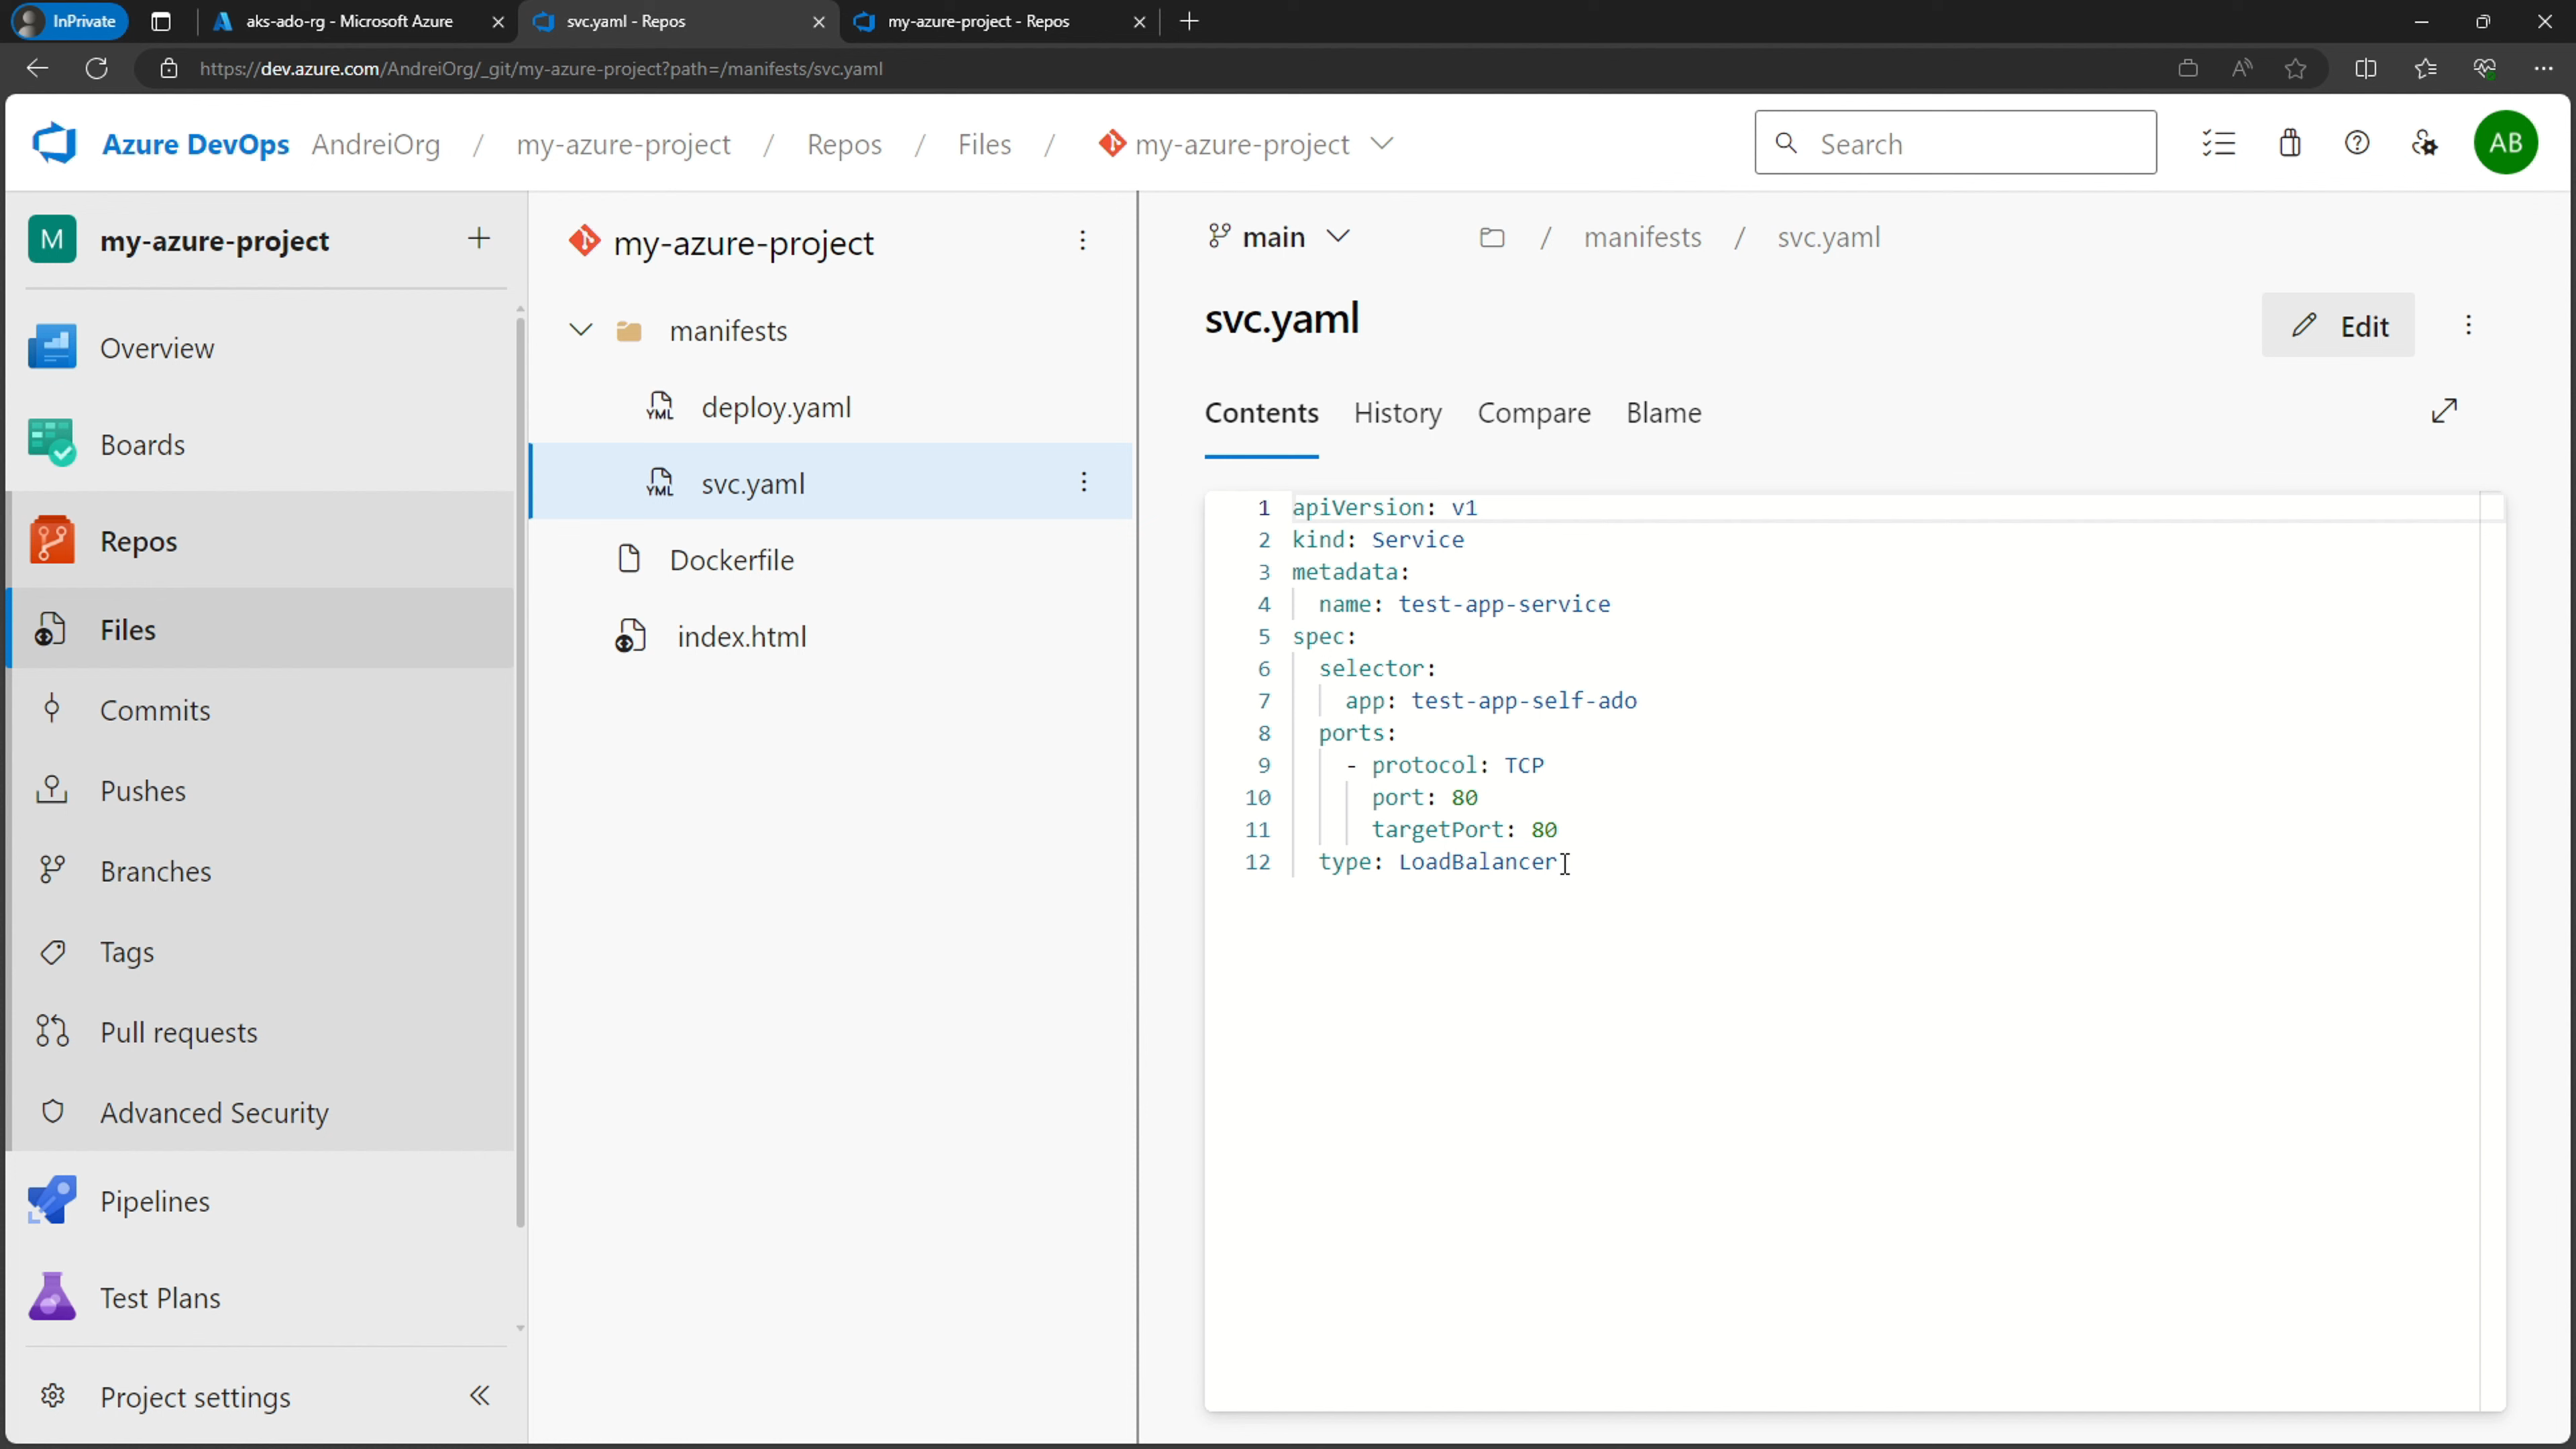 InPrivate
aks-ado-rg - Microsoft Azure
svc.yaml - Repos
my-azure-project - Repos
https://dev.azure.com/AndreiOrg/_git/my-azure-project?path=/manifests/svc.yaml
Azure DevOps AndreiOrg / my-azure-project / Repos / Files / my-azure-project
Search
AB
M my-azure-project
Overview
Boards
Repos
Files
Commits
Pushes
Branches
Tags
Pull requests
Advanced Security
Pipelines
Test Plans
Project settings
my-azure-project
manifests
YML deploy.yaml
YML svc.yaml
Dockerfile
index.html
main / manifests / svc.yaml
svc.yaml
Edit
Contents History Compare Blame
1 apiVersion: v1
2 kind: Service
3 metadata:
4 name: test-app-service
5 spec:
6 selector:
7 app: test-app-self-ado
8 ports:
9 - protocol: TCP
10 port: 80
11 targetPort: 80
12 type: LoadBalancer